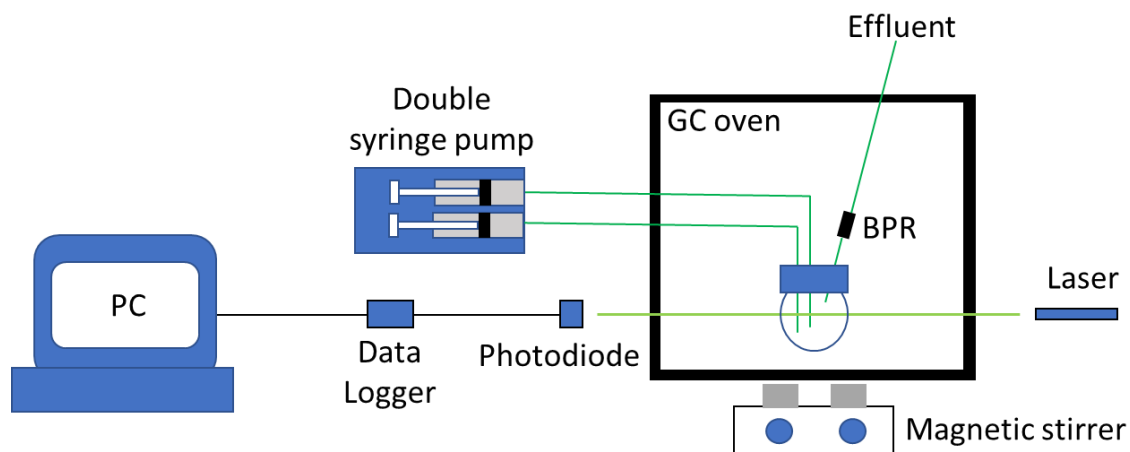 Effluent
Double
syringe pump
GC oven
BPR
Laser
PC
Data
Logger
Photodiode
Magnetic stirrer